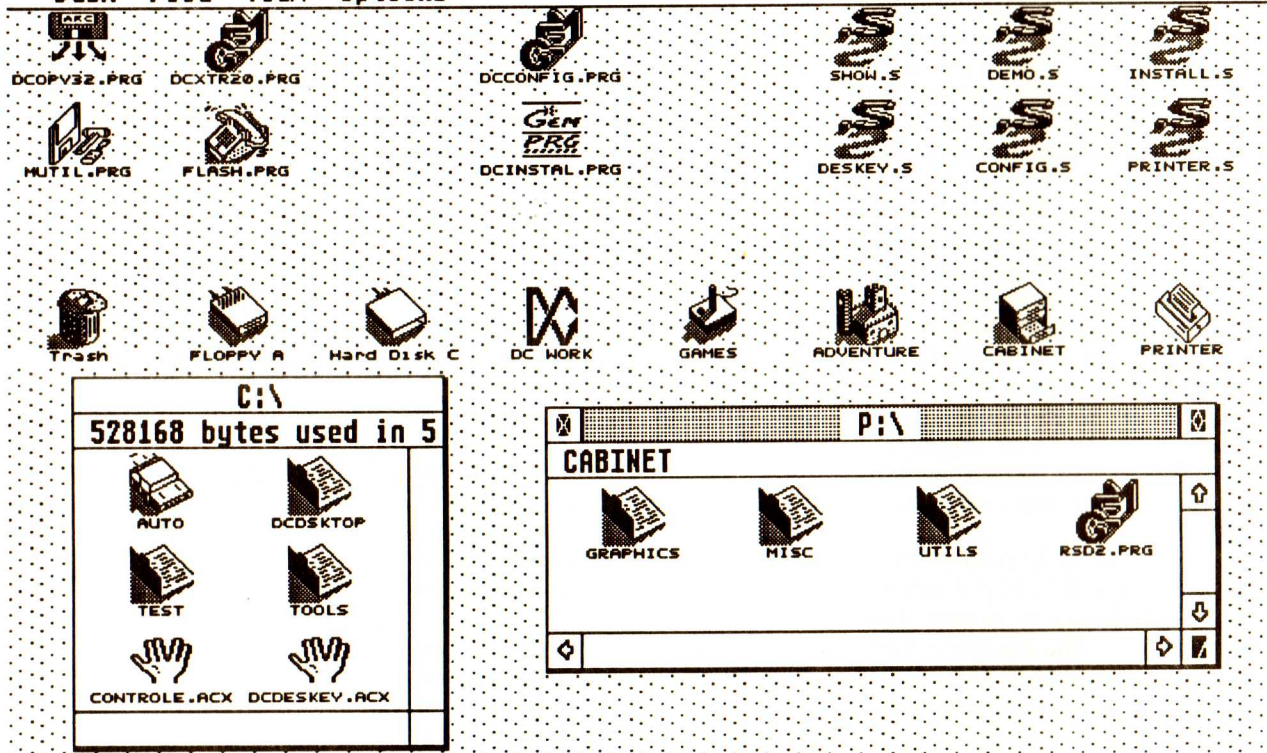 ARC
DCOPY32.PRG DCXTR20.PRG DCCONFIG.PRG SHOW.S DEMO.S INSTALL.S
GEM
PRG
MUTIL.PRG FLASH.PRG DCINSTAL.PRG DESKEY.S CONFIG.S PRINTER.S
Trash FLOPPY A Hard Disk C DC WORK GAMES ADVENTURE CABINET PRINTER
C:\
528168 bytes used in 5
AUTO DCDSKTOP
TEST TOOLS
CONTROLE.ACX DCDESKEY.ACX
P:\
CABINET
GRAPHICS MISC UTILS RSD2.PRG